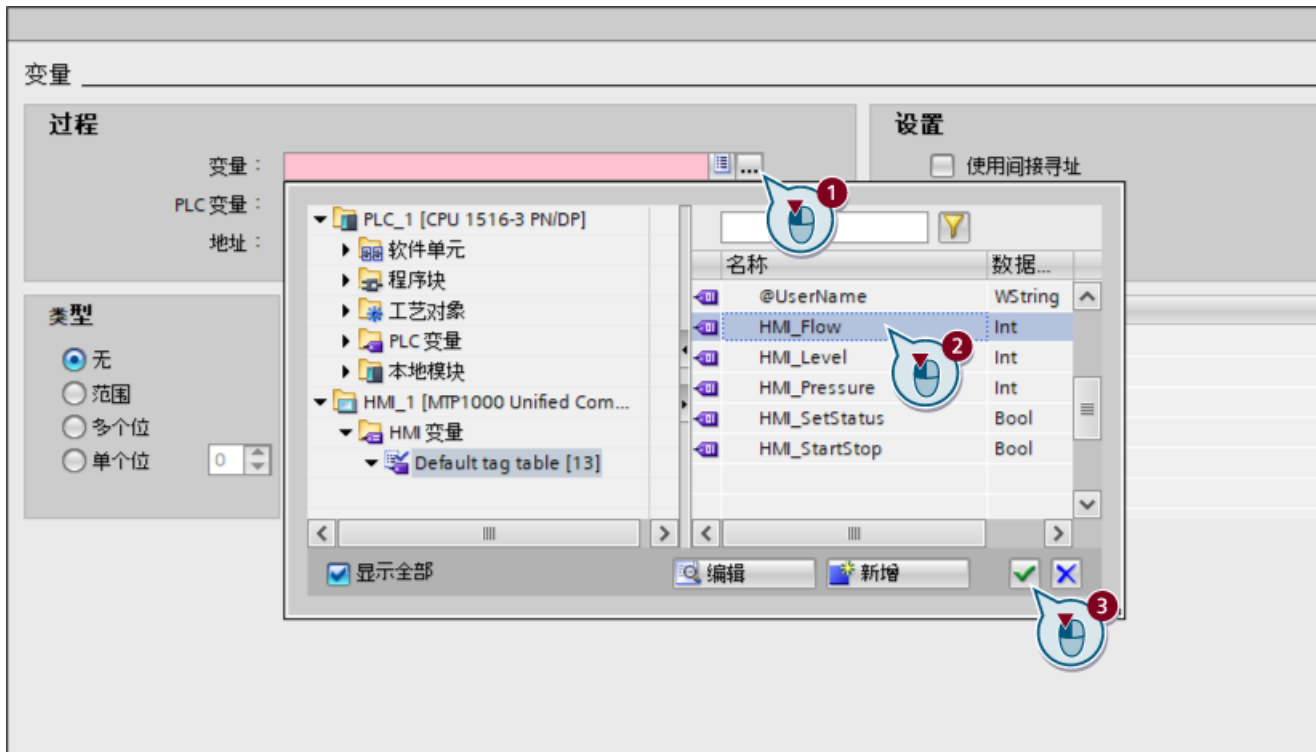 变量
过程
变量：
...
1
PLC 变量：
地址：
设置
使用间接寻址
类型
无
范围
多个位
单个位
0
PLC_1 [CPU 1516-3 PN/DP]
软件单元
程序块
工艺对象
PLC 变量
本地模块
HMI_1 [MTP1000 Unified Com...
HMI 变量
Default tag table [13]
名称 数据...
@UserName WString
HMI_Flow Int
2
HMI_Level Int
HMI_Pressure Int
HMI_SetStatus Bool
HMI_StartStop Bool
显示全部
编辑
新增
3